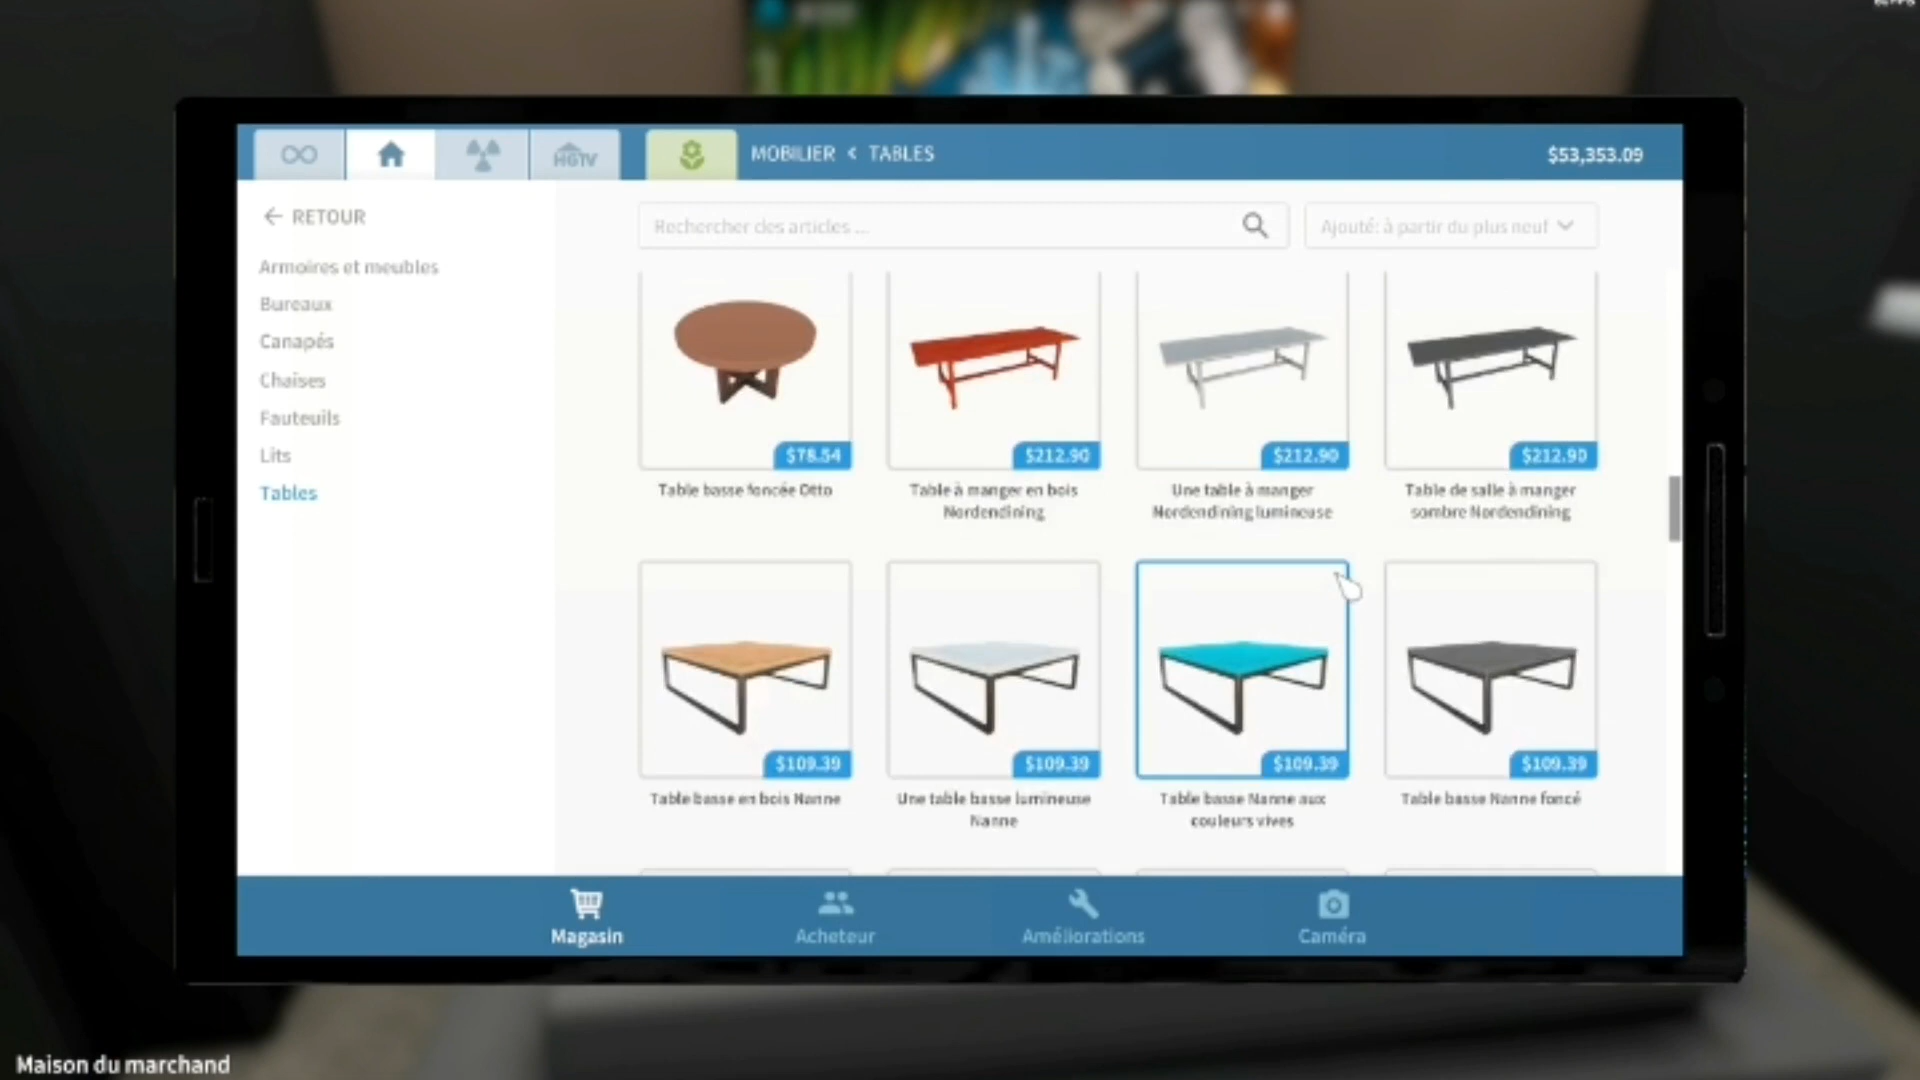 HGTV
MOBILIER < TABLES
$53,353.09
RETOUR
Armoires et meubles
Bureaux
Canapés
Chaises
Fauteuils
Lits
Tables
Rechercher des articles ...
Ajouté: à partir du plus neuf
$78.54
$212.90
$212.90
$212.90
Table basse foncée Otto
Table à manger en bois
Nordendining
Une table à manger
Nordendining lumineuse
Table de salle à manger
sombre Nordendining
$109.39
$109.39
$109.39
$109.39
Table basse en bois Nanne
Une table basse lumineuse
Nanne
Table basse Nanne aux
couleurs vives
Table basse Nanne foncé
Magasin
Acheteur
Améliorations
Caméra
Maison du marchand